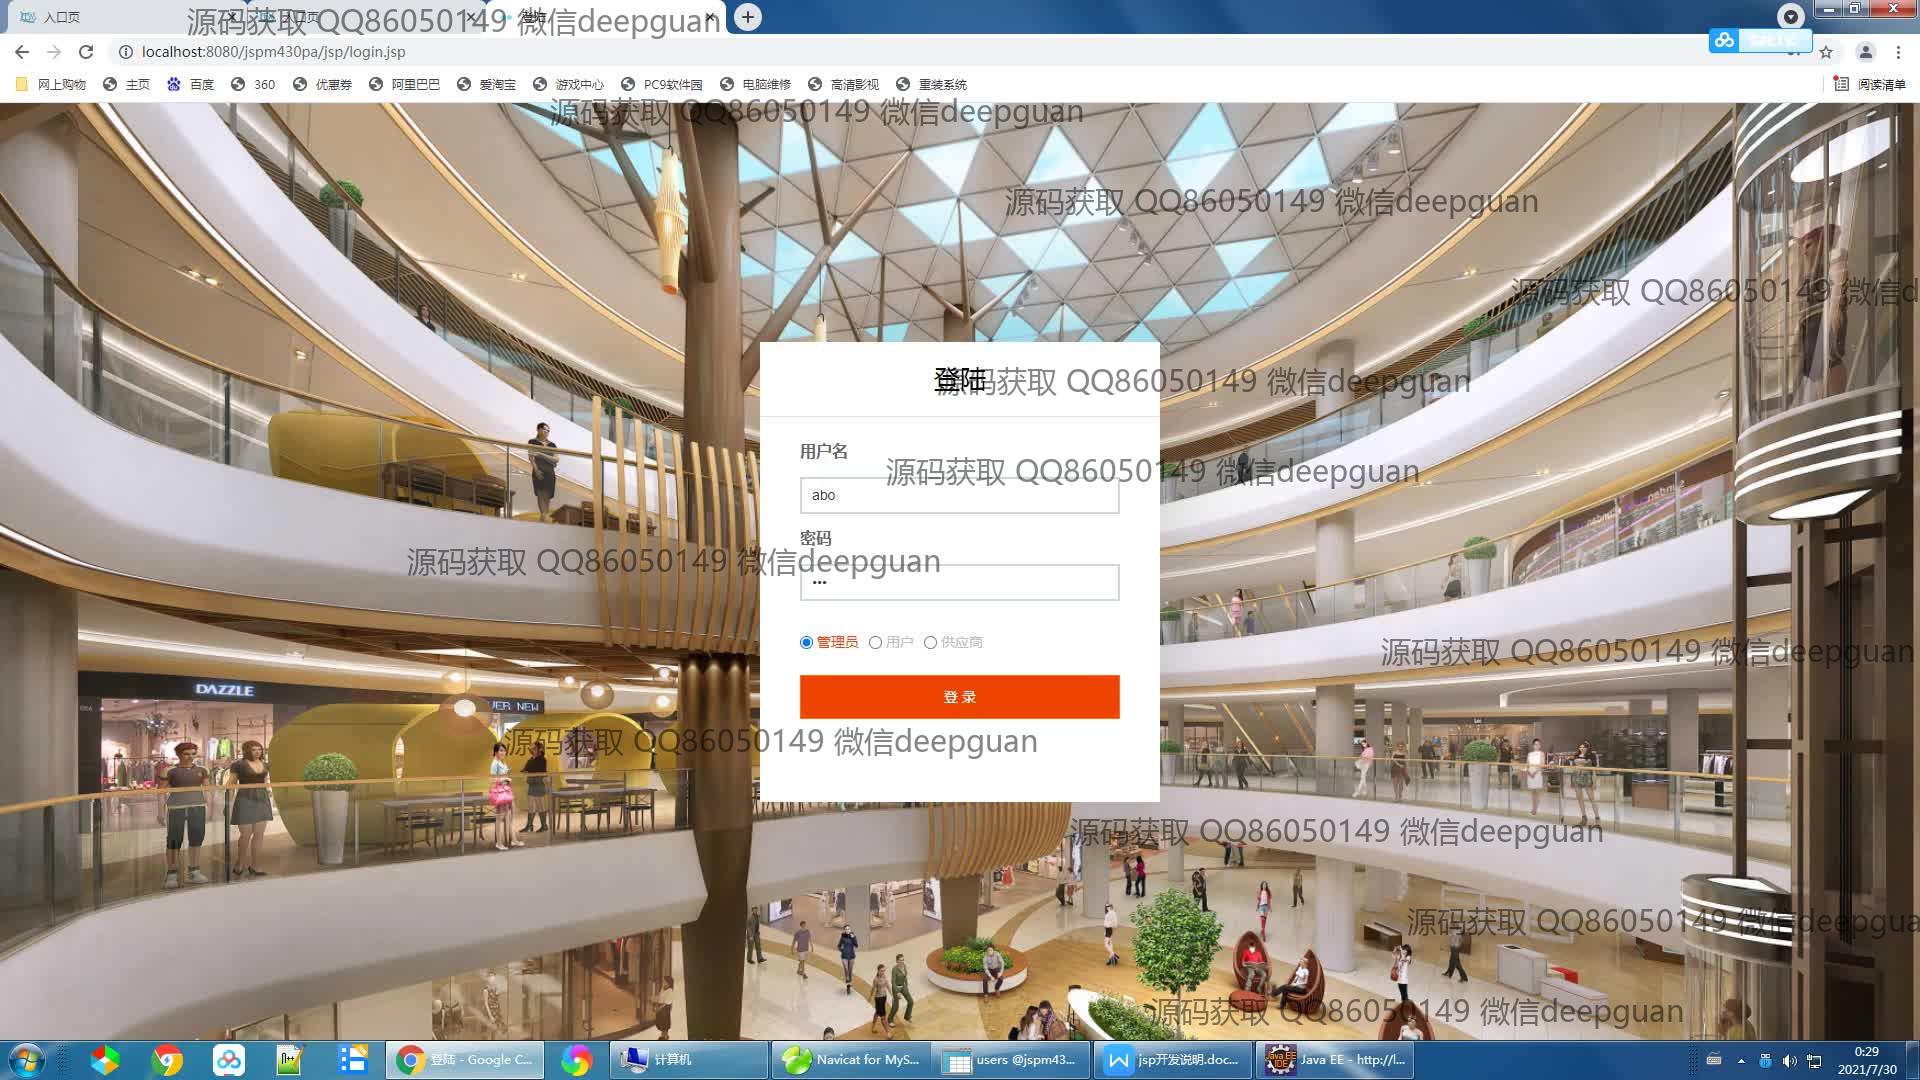 入口页
入口页
登陆
源码获取 QQ86050149 微信deepguan
localhost:8080/jspm430pa/jsp/login.jsp
网上购物 主页 百度 360 优惠券 阿里巴巴 爱淘宝 游戏中心 PC9软件园 电脑维修 高清影视 重装系统 阅读清单
源码获取 QQ86050149 微信deepguan
源码获取 QQ86050149 微信deepguan
源码获取 QQ86050149 微信d
登陆
源码获取 QQ86050149 微信deepguan
用户名
源码获取 QQ86050149 微信deepguan
abo
密码
源码获取 QQ86050149 微信deepguan
•••
管理员 用户 供应商
源码获取 QQ86050149 微信deepguan
登 录
DAZZLE
VER NEW
源码获取 QQ86050149 微信deepguan
源码获取 QQ86050149 微信deepguan
源码获取 QQ86050149 微信deepgua
源码获取 QQ86050149 微信deepguan
登陆 - Google C...
计算机
Navicat for MyS...
users @jspm43...
jsp开发说明.doc...
Java EE - http://l...
0:29
2021/7/30